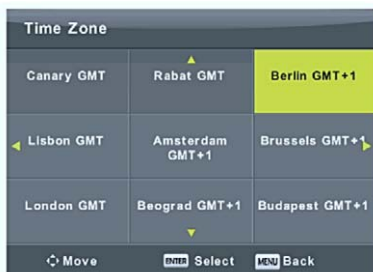 Time Zone
Canary GMT
Rabat GMT
Berlin GMT+1
Lisbon GMT
Amsterdam
GMT+1
Brussels GMT+1
London GMT
Beograd GMT+1
Budapest GMT+1
Move
ENTER Select
MENU Back